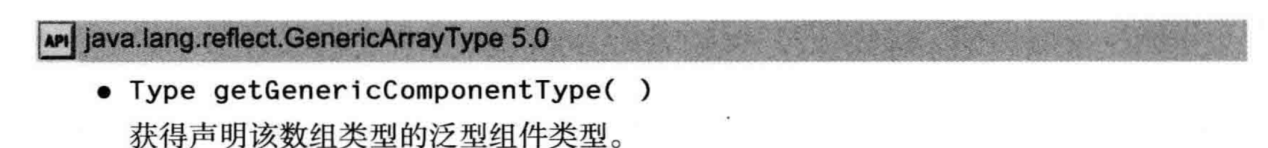 API java.lang.reflect.GenericArrayType 5.0
● Type getGenericComponentType( )
获得声明该数组类型的泛型组件类型。